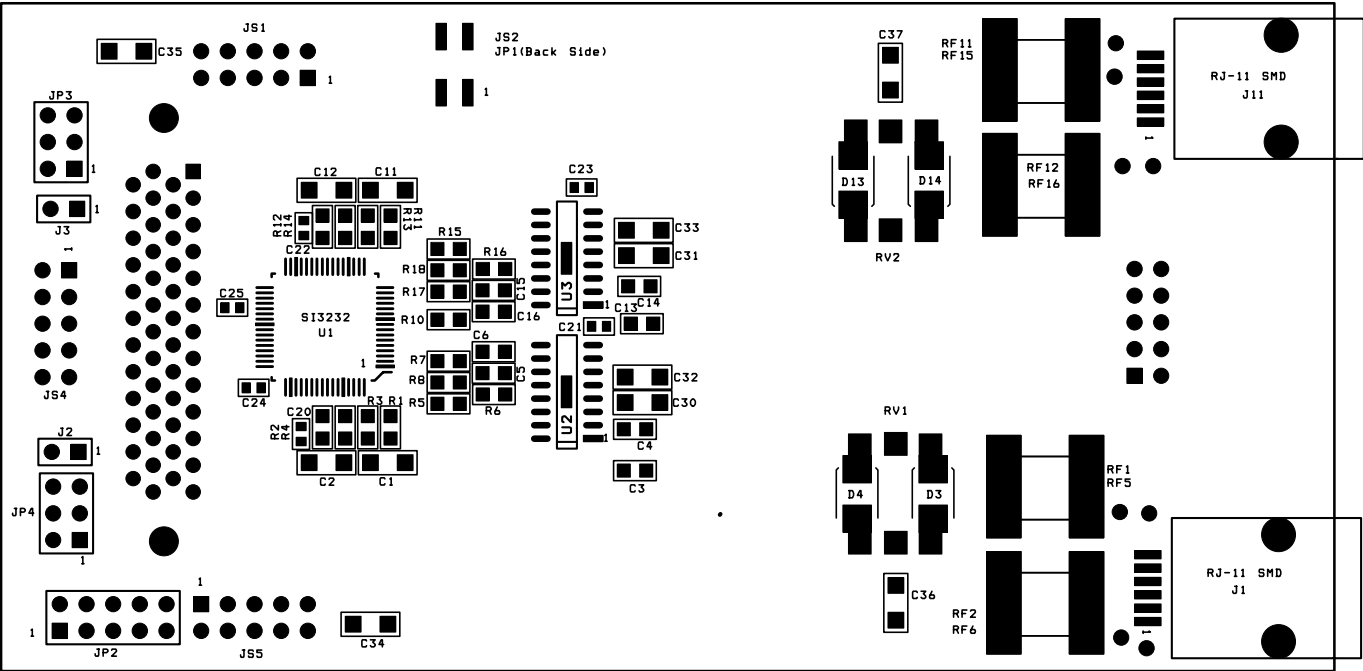 C35
JS1
1
JS2
JP1(Back Side)
1
C37
RF11
RF15
RJ-11 SMD
J11
1
JP3
1
J3
1
C12
C11
R12
R14
R13
R11
C22
C23
D13
D14
RV2
RF12
RF16
R15
R18
R17
R10
R16
C15
C16
U3
1
C33
C31
C14
C13
C21
C25
SI3232
U1
1
1
JS4
C24
R7
R8
R5
C6
C5
R6
U2
1
C32
C30
C4
C3
J2
1
JP4
1
R2
R4
C20
R3 R1
C2
C1
RV1
D4
D3
RF1
RF5
C36
RF2
RF6
RJ-11 SMD
J1
1
1
JP2
1
JS5
C34